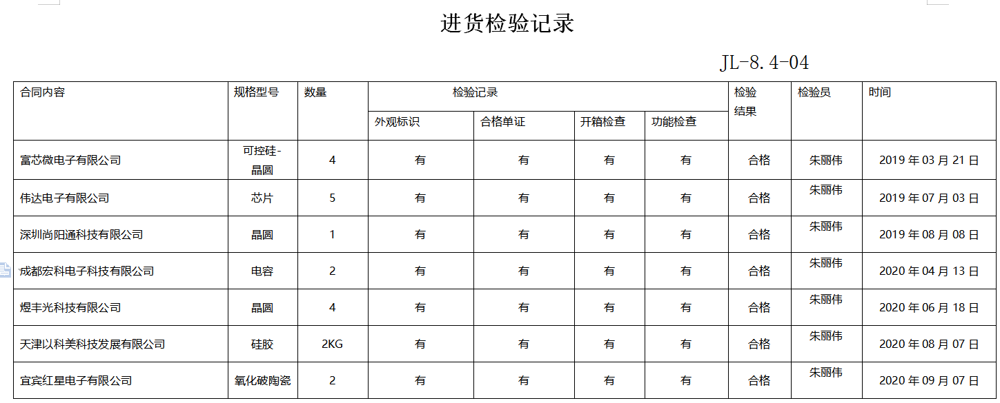 进货检验记录
JL-8.4-04
合同内容 规格型号 数量 检验记录 检验 检验员 时间
结果
外观标识 合格单证 开箱检查 功能检查
富芯微电子有限公司 可控硅- 4 有 有 有 有 合格 朱丽伟 2019 年 03 月 21 日
晶圆
伟达电子有限公司 芯片 5 有 有 有 有 合格 朱丽伟 2019 年 07 月 03 日
深圳尚阳通科技有限公司 晶圆 1 有 有 有 有 合格 朱丽伟 2019 年 08 月 08 日
成都宏科电子科技有限公司 电容 2 有 有 有 有 合格 朱丽伟 2020 年 04 月 13 日
煜丰光科技有限公司 晶圆 4 有 有 有 有 合格 朱丽伟 2020 年 06 月 18 日
天津以科美科技发展有限公司 硅胶 2KG 有 有 有 有 合格 朱丽伟 2020 年 08 月 07 日
宜宾红星电子有限公司 氧化破陶瓷 2 有 有 有 有 合格 朱丽伟 2020 年 09 月 07 日